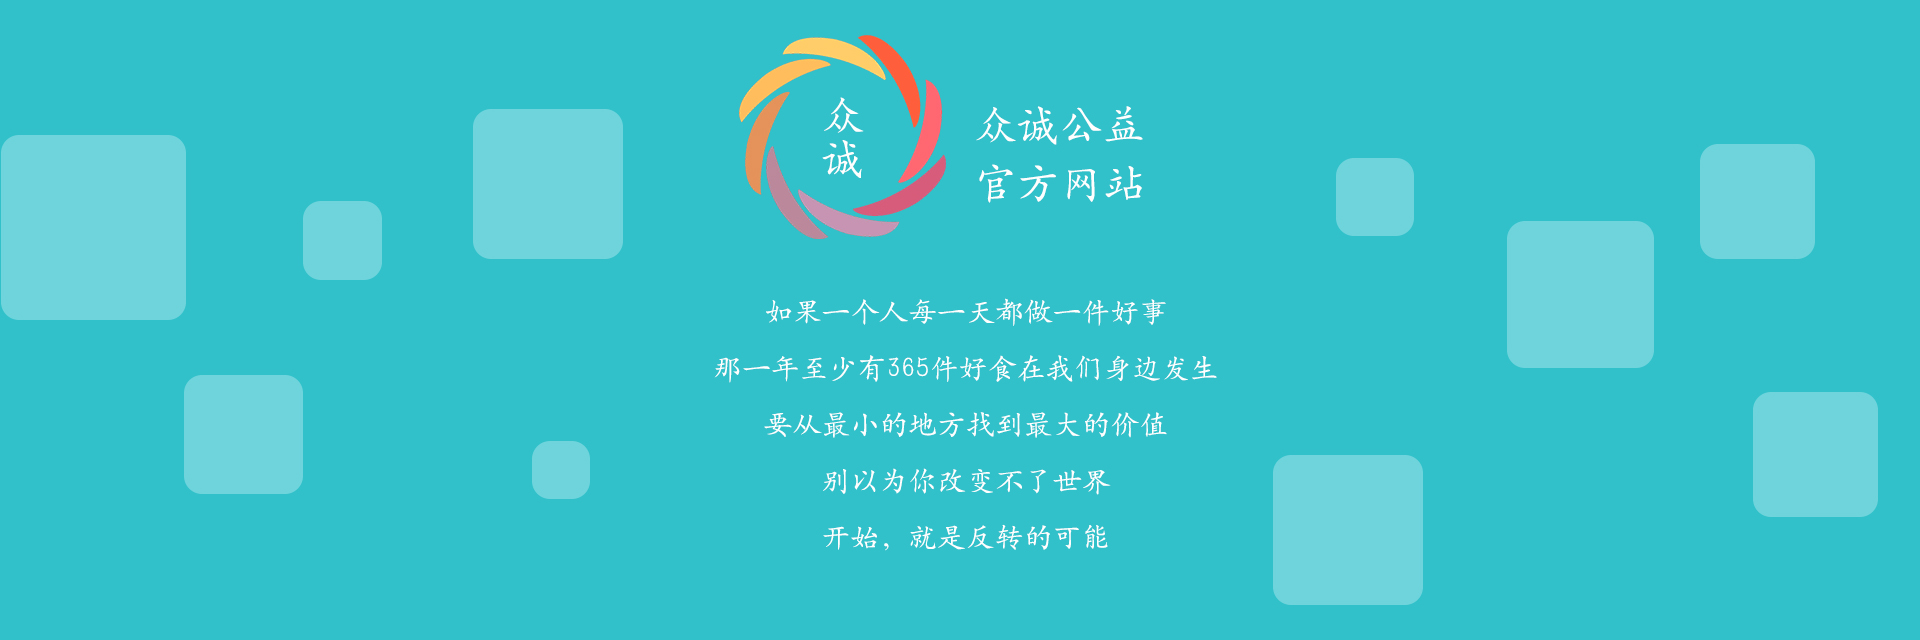 众
诚
众诚公益
官方网站
如果一个人每一天都做一件好事
那一年至少有365件好食在我们身边发生
要从最小的地方找到最大的价值
别以为你改变不了世界
开始，就是反转的可能